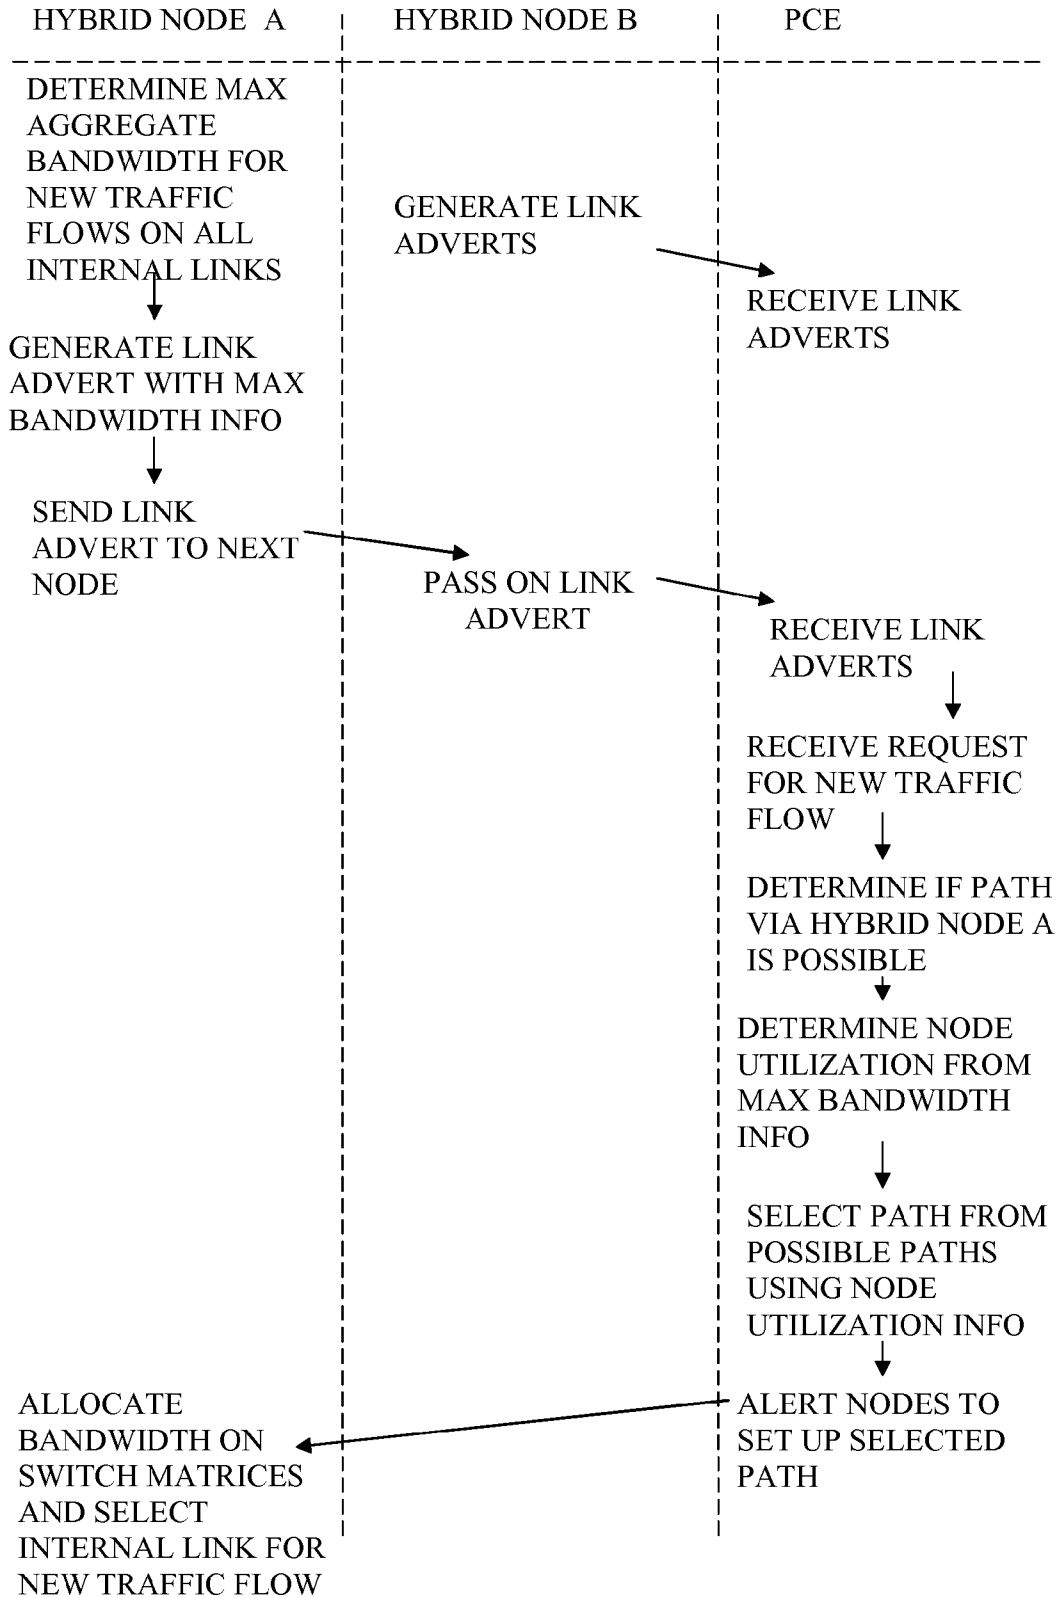 HYBRID NODE A
HYBRID NODE B
PCE
DETERMINE MAX
AGGREGATE
BANDWIDTH FOR
NEW TRAFFIC
FLOWS ON ALL
INTERNAL LINKS
GENERATE LINK
ADVERTS
RECEIVE LINK
ADVERTS
GENERATE LINK
ADVERT WITH MAX
BANDWIDTH INFO
SEND LINK
ADVERT TO NEXT
NODE
PASS ON LINK
ADVERT
RECEIVE LINK
ADVERTS
RECEIVE REQUEST
FOR NEW TRAFFIC
FLOW
DETERMINE IF PATH
VIA HYBRID NODE A
IS POSSIBLE
DETERMINE NODE
UTILIZATION FROM
MAX BANDWIDTH
INFO
SELECT PATH FROM
POSSIBLE PATHS
USING NODE
UTILIZATION INFO
ALERT NODES TO
SET UP SELECTED
PATH
ALLOCATE
BANDWIDTH ON
SWITCH MATRICES
AND SELECT
INTERNAL LINK FOR
NEW TRAFFIC FLOW